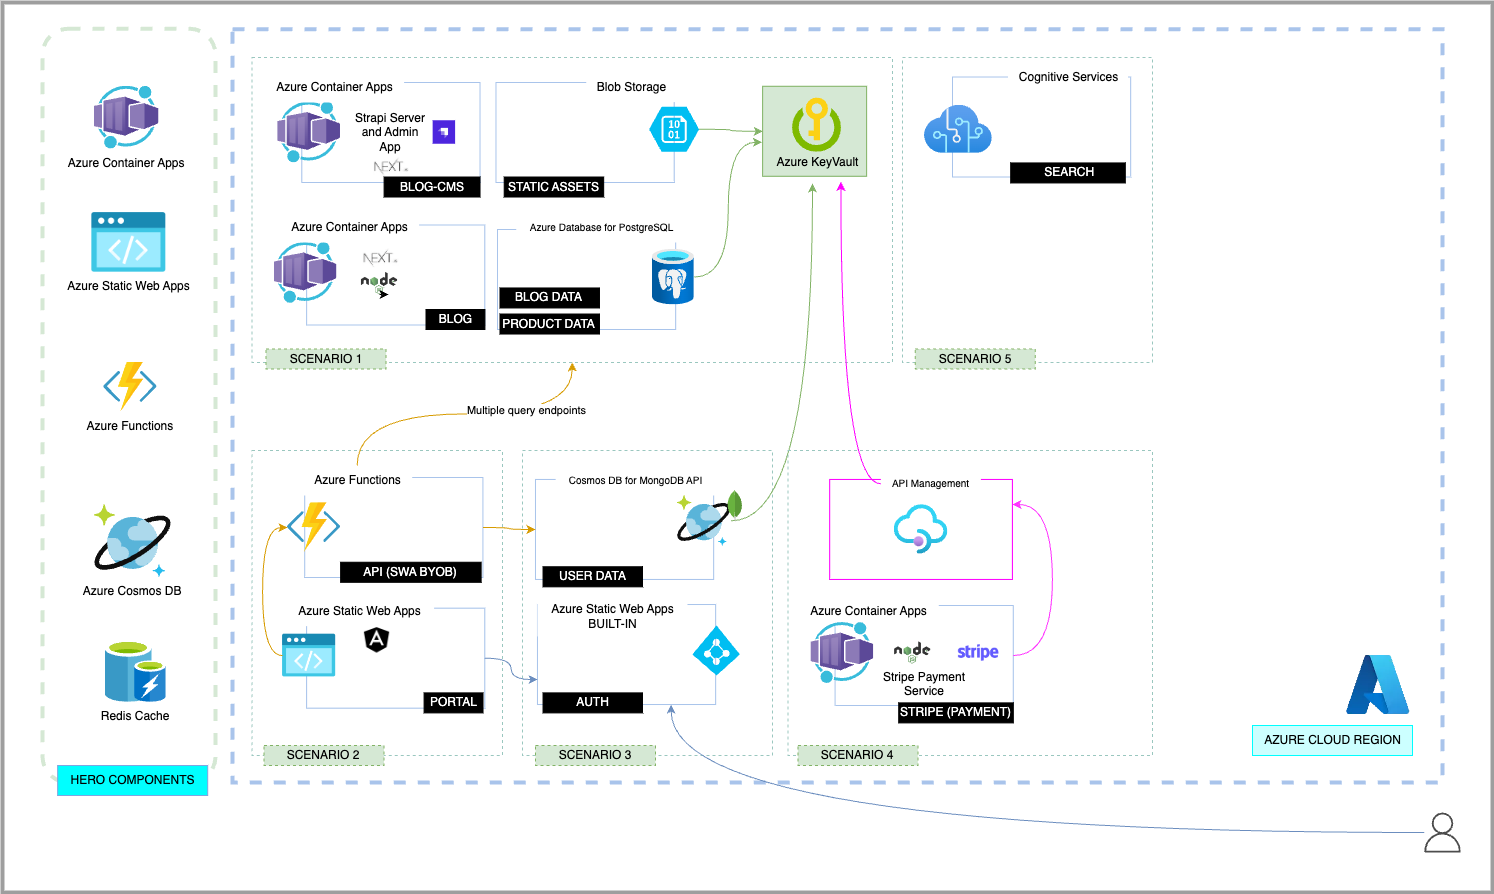 Azure Container Apps
Azure Static Web Apps
Azure Functions
Azure Cosmos DB
Redis Cache
HERO COMPONENTS
Azure Container Apps
Strapi Server
and Admin
App
NEXT.JS
BLOG-CMS
Blob Storage
10
01
STATIC ASSETS
Azure KeyVault
Azure Container Apps
NEXT.JS
node
JS
BLOG
Azure Database for PostgreSQL
BLOG DATA
PRODUCT DATA
SCENARIO 1
Cognitive Services
SEARCH
SCENARIO 5
Multiple query endpoints
Azure Functions
API (SWA BYOB)
Azure Static Web Apps
PORTAL
SCENARIO 2
Cosmos DB for MongoDB API
USER DATA
Azure Static Web Apps
BUILT-IN
AUTH
SCENARIO 3
API Management
Azure Container Apps
node
JS
stripe
Stripe Payment
Service
STRIPE (PAYMENT)
SCENARIO 4
AZURE CLOUD REGION